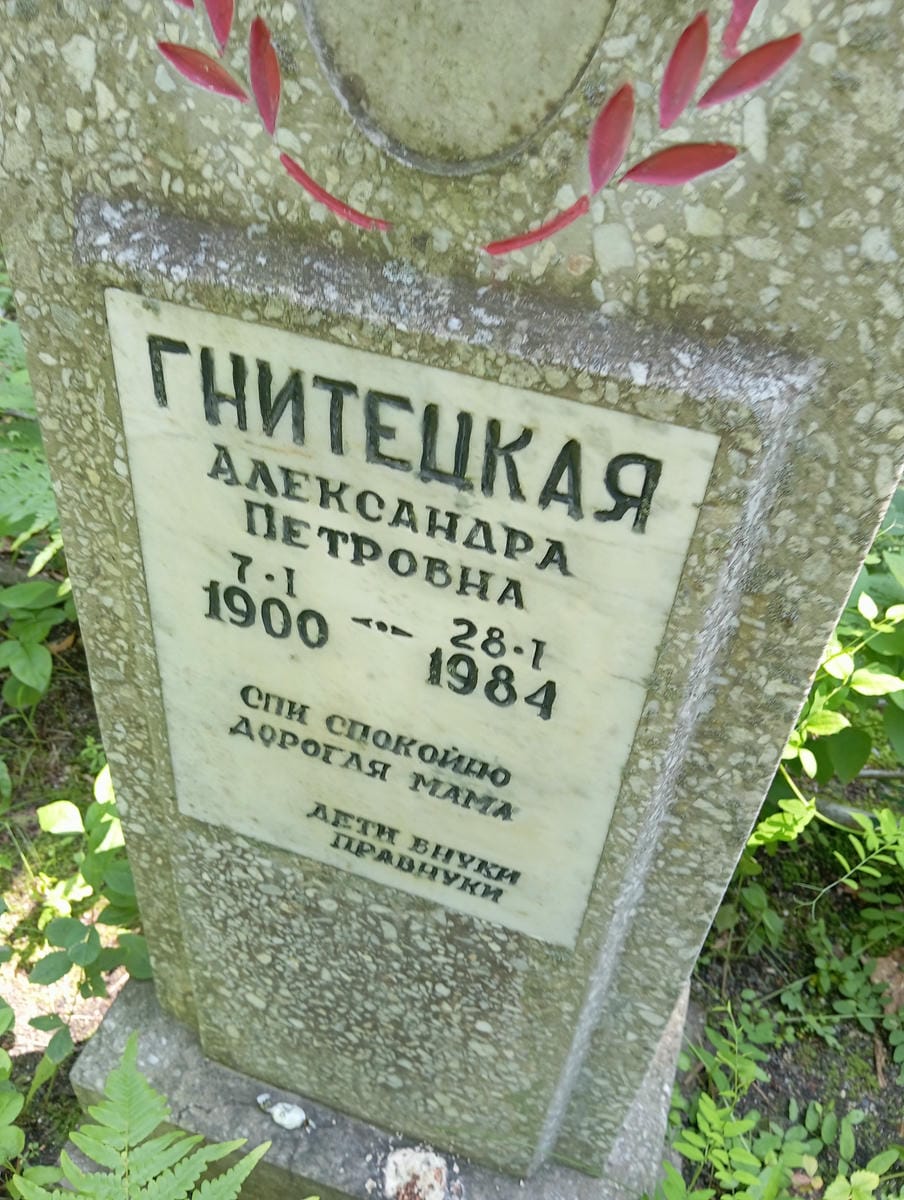 ГНИТЕЦКАЯ
АЛЕКСАНДРА
ПЕТРОВНА
7·I 28·I
1900 — 1984
СПИ СПОКОЙНО
ДОРОГАЯ МАМА
ДЕТИ ВНУКИ
ПРАВНУКИ